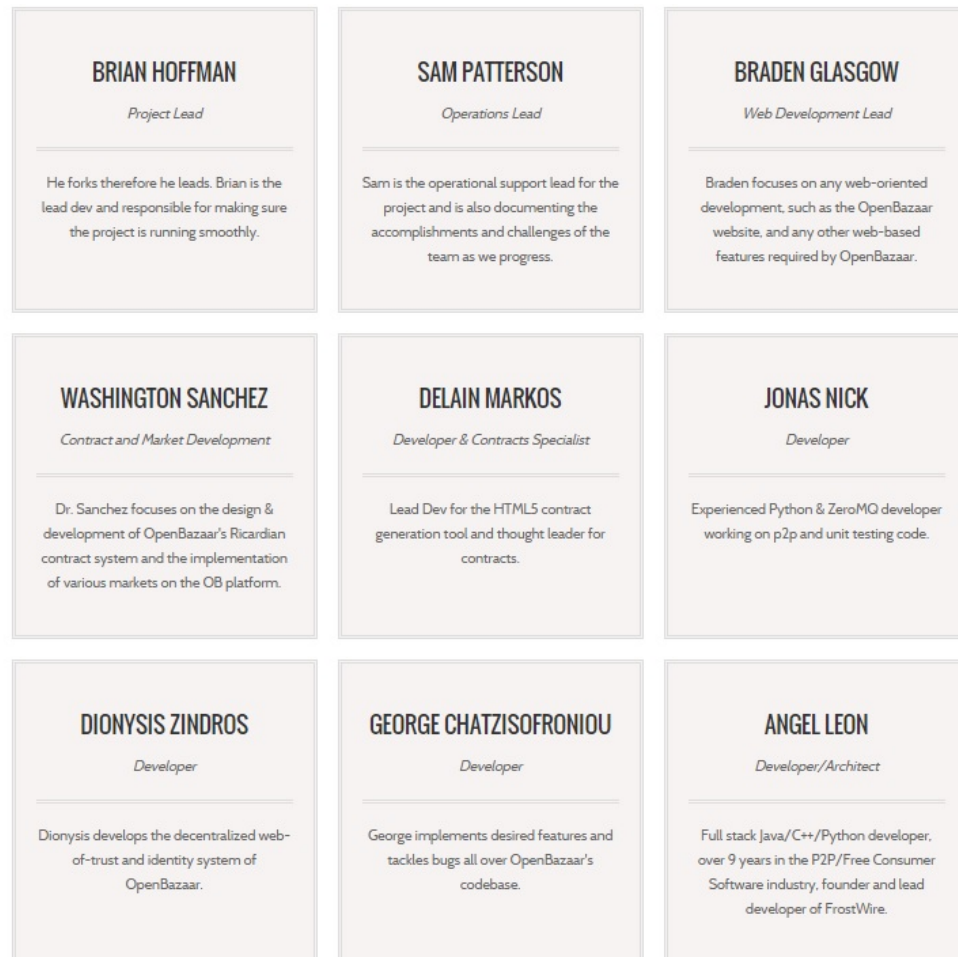 BRIAN HOFFMAN
Project Lead
He forks therefore he leads. Brian is the
lead dev and responsible for making sure
the project is running smoothly.
SAM PATTERSON
Operations Lead
Sam is the operational support lead for the
project and is also documenting the
accomplishments and challenges of the
team as we progress.
BRADEN GLASGOW
Web Development Lead
Braden focuses on any web-oriented
development, such as the OpenBazaar
website, and any other web-based
features required by OpenBazaar.
WASHINGTON SANCHEZ
Contract and Market Development
Dr. Sanchez focuses on the design &
development of OpenBazaar's Ricardian
contract system and the implementation
of various markets on the OB platform.
DELAIN MARKOS
Developer & Contracts Specialist
Lead Dev for the HTML5 contract
generation tool and thought leader for
contracts.
JONAS NICK
Developer
Experienced Python & ZeroMQ developer
working on p2p and unit testing code.
DIONYSIS ZINDROS
Developer
Dionysis develops the decentralized web-
of-trust and identity system of
OpenBazaar.
GEORGE CHATZISOFRONIOU
Developer
George implements desired features and
tackles bugs all over OpenBazaar's
codebase.
ANGEL LEON
Developer/Architect
Full stack Java/C++/Python developer,
over 9 years in the P2P/Free Consumer
Software industry, founder and lead
developer of FrostWire.